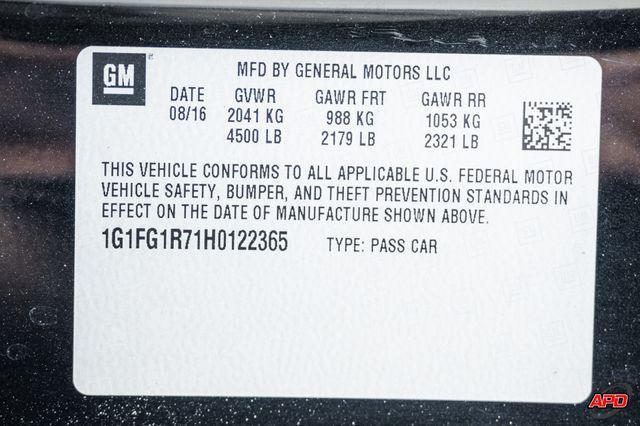 GM
MFD BY GENERAL MOTORS LLC
DATE GVWR GAWR FRT GAWR RR
08/16 2041 KG 988 KG 1053 KG
4500 LB 2179 LB 2321 LB
THIS VEHICLE CONFORMS TO ALL APPLICABLE U.S. FEDERAL MOTOR
VEHICLE SAFETY, BUMPER, AND THEFT PREVENTION STANDARDS IN
EFFECT ON THE DATE OF MANUFACTURE SHOWN ABOVE.
1G1FG1R71H0122365 TYPE: PASS CAR
APD